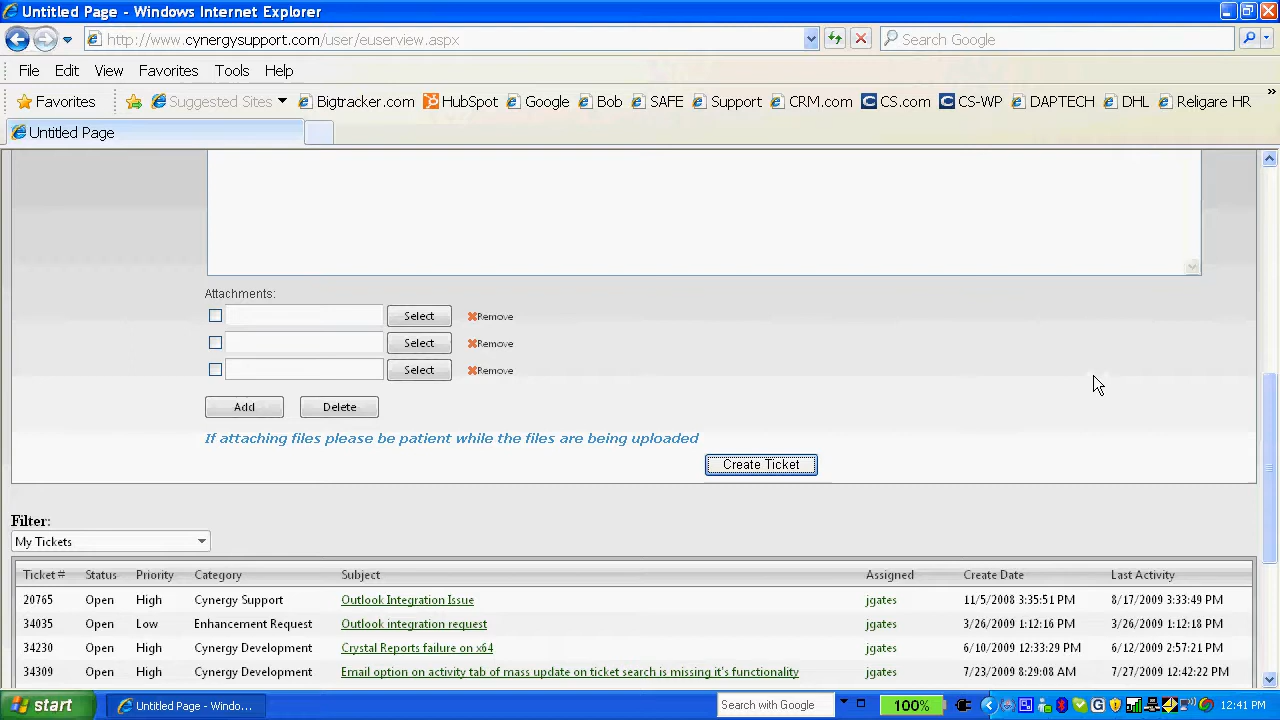 Untitled Page - Windows Internet Explorer
http://www.cynergysupport.com/user/euserview.aspx
Search Google
File Edit View Favorites Tools Help
Favorites Suggested Sites Bigtracker.com HubSpot Google Bob SAFE Support CRM.com CS.com CS-WP DAPTECH DHL Religare HR »
Untitled Page
Attachments:
Select Remove
Select Remove
Select Remove
Add Delete
If attaching files please be patient while the files are being uploaded
Create Ticket
Filter:
My Tickets
Ticket # Status Priority Category Subject Assigned Create Date Last Activity
20765 Open High Cynergy Support Outlook Integration Issue jgates 11/5/2008 3:35:51 PM 8/17/2009 3:33:49 PM
34035 Open Low Enhancement Request Outlook integration request jgates 3/26/2009 1:12:16 PM 3/26/2009 1:12:18 PM
34230 Open High Cynergy Development Crystal Reports failure on x64 jgates 6/10/2009 12:33:29 PM 6/12/2009 2:57:21 PM
34309 Open High Cynergy Development Email option on activity tab of mass update on ticket search is missing it's functionality jgates 7/23/2009 8:29:08 AM 7/27/2009 12:42:22 PM
start Untitled Page - Windo... Search with Google 100% 12:41 PM